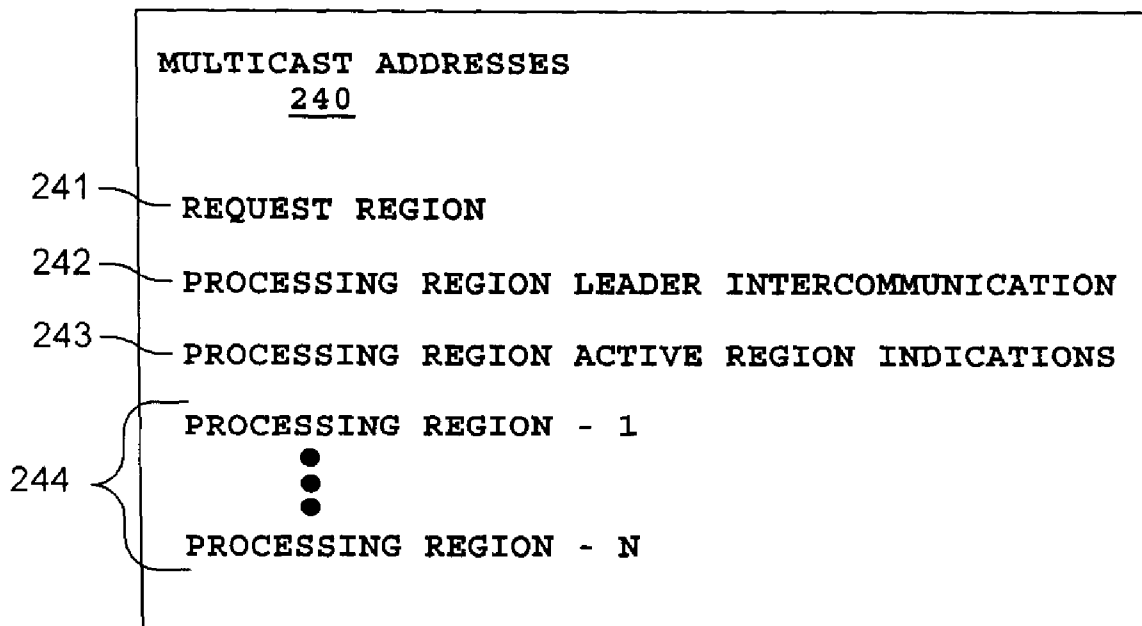 MULTICAST ADDRESSES
240
241
REQUEST REGION
242
PROCESSING REGION LEADER INTERCOMMUNICATION
243
PROCESSING REGION ACTIVE REGION INDICATIONS
PROCESSING REGION - 1
244
PROCESSING REGION - N